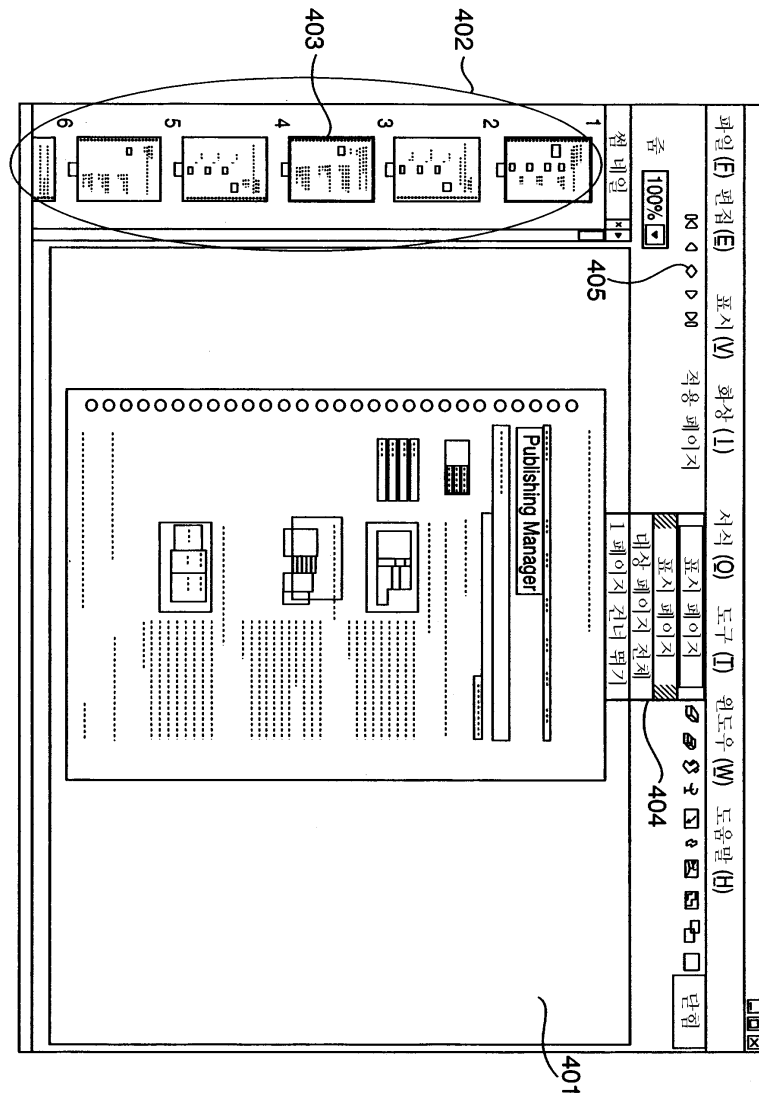 파일(F) 편집(E) 표시(V) 화상(I) 서식(O) 도구(T) 윈도우(W) 도움말(H)
줌 100% 적용 페이지 표시 페이지 닫힘
표시 페이지
대상 페이지 전체
1 페이지 건너 뛰기
썸 네일
1
2
3
4
5
6
Publishing Manager
401
402
403
404
405